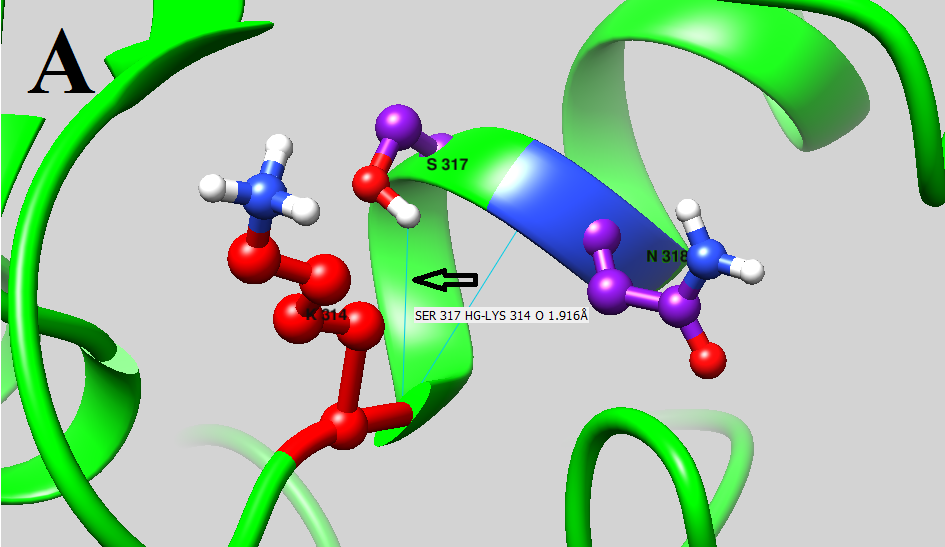 A
S 317
N 318
K 314
SER 317 HG-LYS 314 O 1.916Å